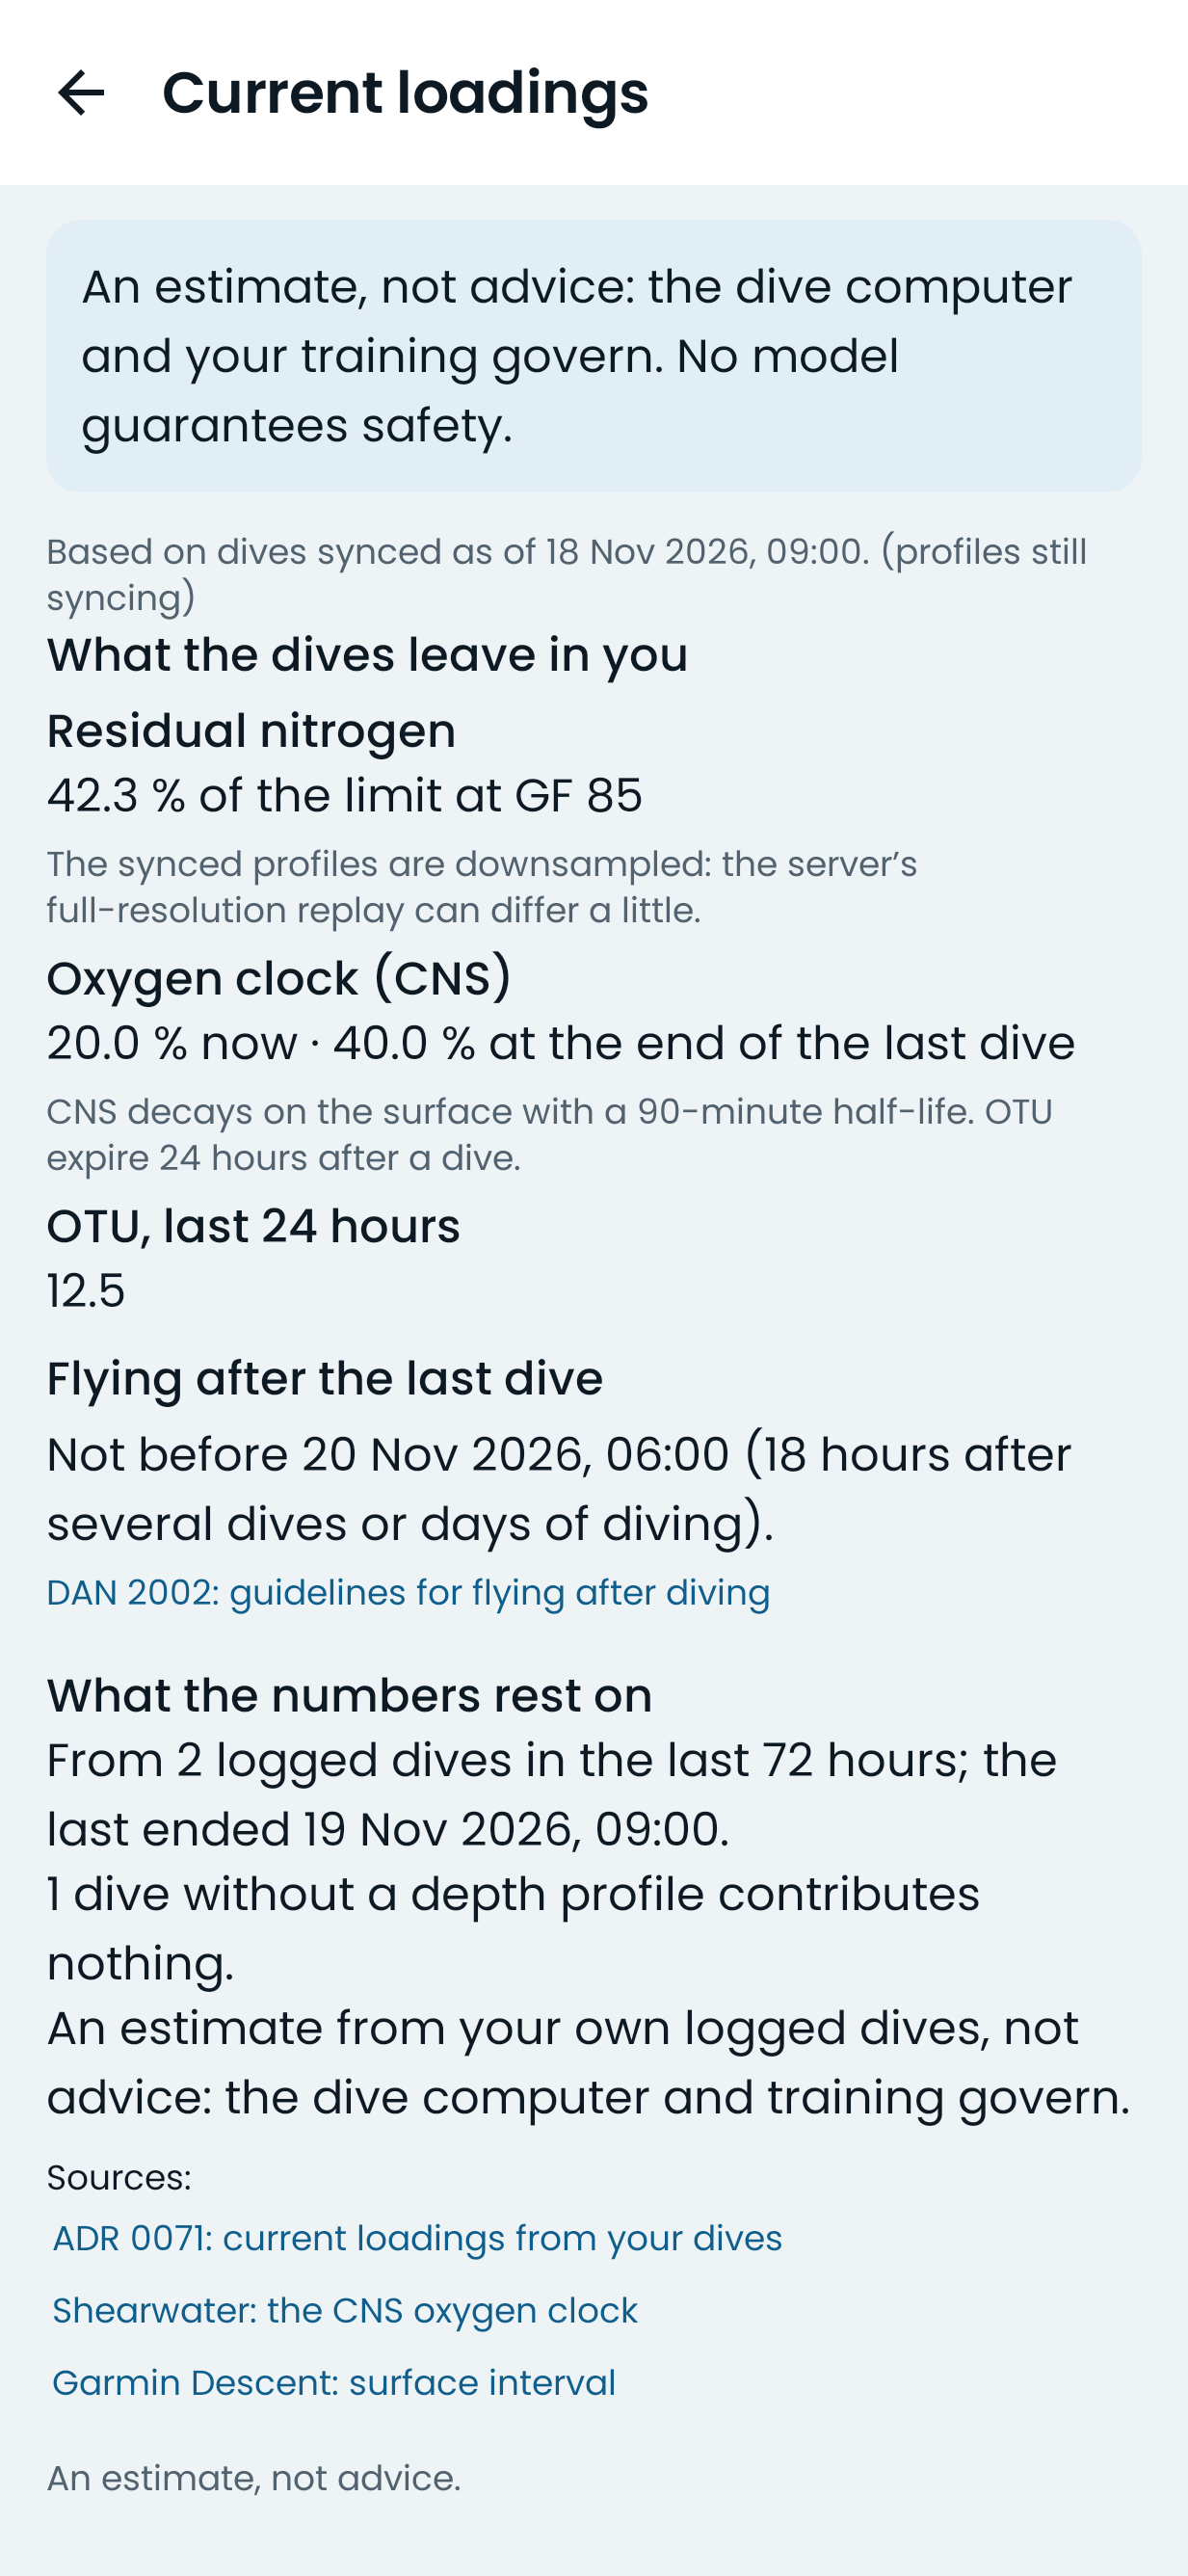 Current loadings
An estimate, not advice: the dive computer
and your training govern. No model
guarantees safety.
Based on dives synced as of 18 Nov 2026, 09:00. (profiles still
syncing)
What the dives leave in you
Residual nitrogen
42.3 % of the limit at GF 85
The synced profiles are downsampled: the server’s
full-resolution replay can differ a little.
Oxygen clock (CNS)
20.0 % now · 40.0 % at the end of the last dive
CNS decays on the surface with a 90-minute half-life. OTU
expire 24 hours after a dive.
OTU, last 24 hours
12.5
Flying after the last dive
Not before 20 Nov 2026, 06:00 (18 hours after
several dives or days of diving).
DAN 2002: guidelines for flying after diving
What the numbers rest on
From 2 logged dives in the last 72 hours; the
last ended 19 Nov 2026, 09:00.
1 dive without a depth profile contributes
nothing.
An estimate from your own logged dives, not
advice: the dive computer and training govern.
Sources:
ADR 0071: current loadings from your dives
Shearwater: the CNS oxygen clock
Garmin Descent: surface interval
An estimate, not advice.